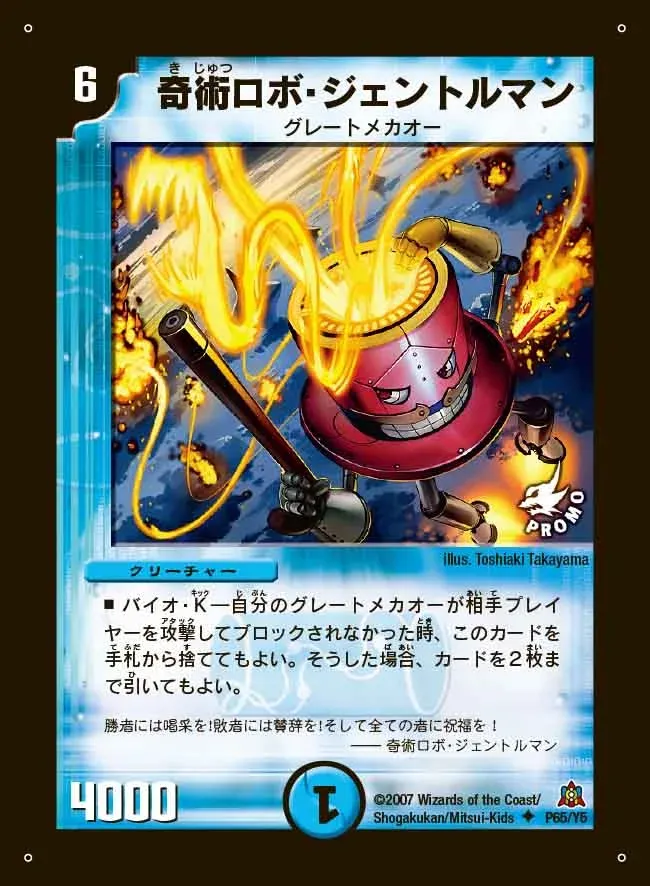 6
き じゅつ
奇術ロボ・ジェントルマン
グレートメカオー
PROMO
illus. Toshiaki Takayama
クリーチャー
■ バイオ・K―自分のグレートメカオーが相手プレイ
ヤーを攻撃してブロックされなかった時、このカードを
手札から捨ててもよい。そうした場合、カードを2枚ま
で引いてもよい。
勝者には喝采を!敗者には賛辞を!そして全ての者に祝福を!
―― 奇術ロボ・ジェントルマン
4000
1
©2007 Wizards of the Coast/
Shogakukan/Mitsui-Kids
P65/Y5